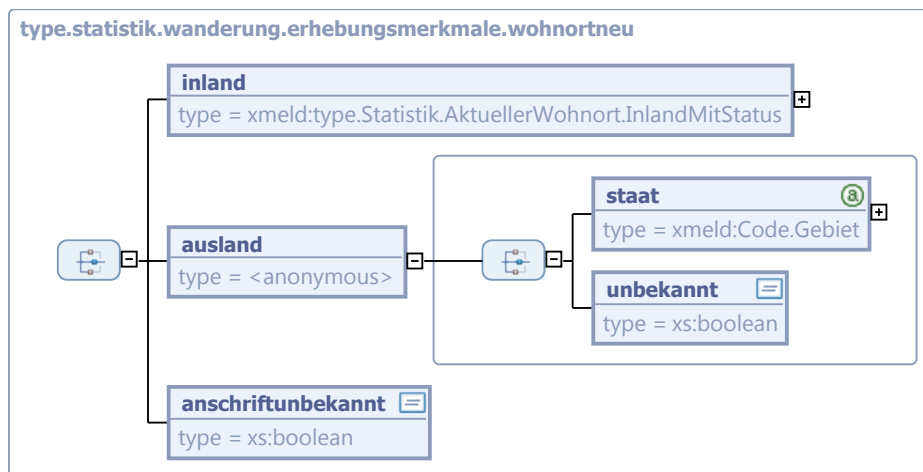 type.statistik.wanderung.erhebungsmerkmale.wohnortneu
inland
type = xmeld:type.Statistik.AktuellerWohnort.InlandMitStatus
staat
type = xmeld:Code.Gebiet
ausland
type = <anonymous>
unbekannt
type = xs:boolean
anschriftunbekannt
type = xs:boolean